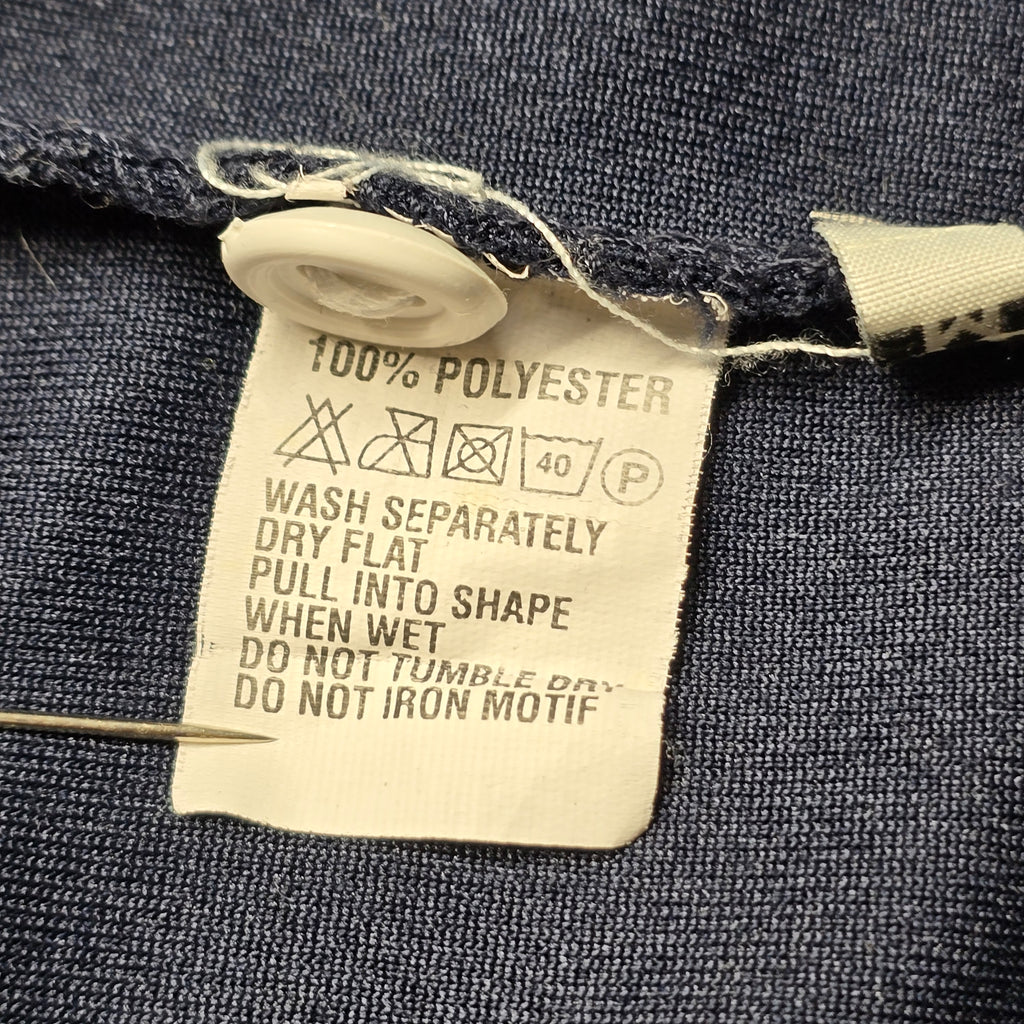 100% POLYESTER
40 P
WASH SEPARATELY
DRY FLAT
PULL INTO SHAPE
WHEN WET
DO NOT TUMBLE DRY
DO NOT IRON MOTIF